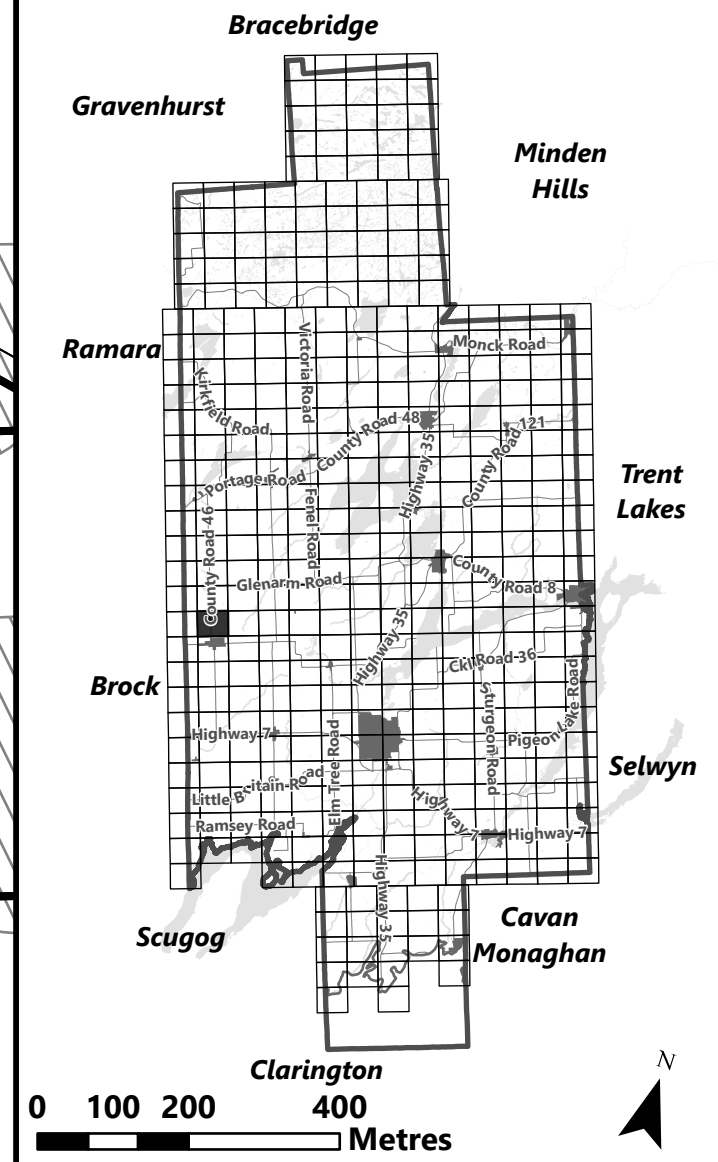 Bracebridge
Gravenhurst
Minden
Hills
Ramara
Monck Road
Victoria Road
Kirkfield Road
County Road 48
County Road 121
Highway 35
Portage Road
Trent
Lakes
Fenel Road
County Road 46
Glenarm Road
County Road 8
Highway 35
Ckl Road 36
Brock
Sturgeon Road
Pigeon Lake Road
Highway 7
Elm Tree Road
Selwyn
Little Britain Road
Highway 7
Ramsey Road
Highway 7
Highway 35
Scugog
Cavan
Monaghan
Clarington
N
0 100 200 400
Metres